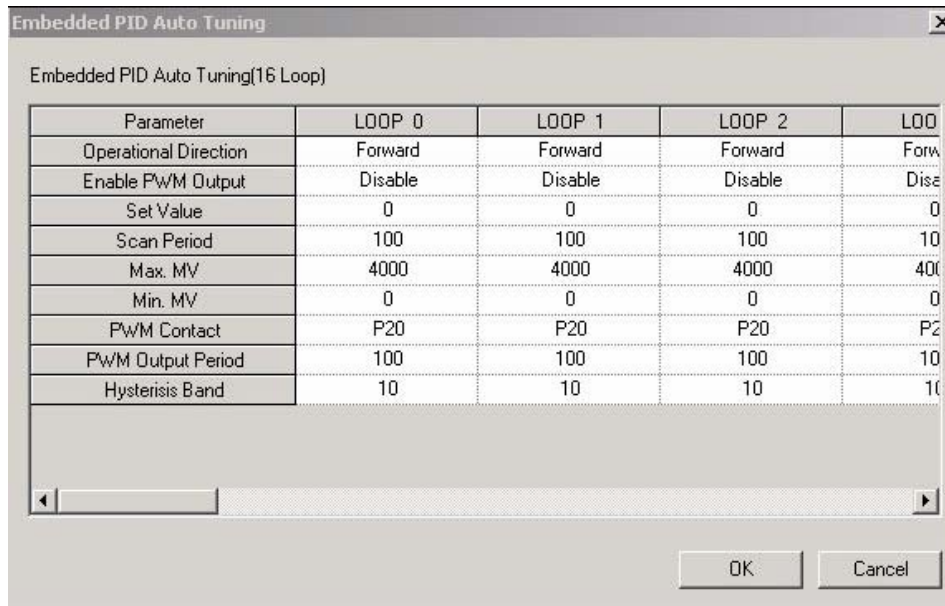 Embedded PID Auto Tuning
Embedded PID Auto Tuning(16 Loop)
Parameter LOOP 0 LOOP 1 LOOP 2
Operational Direction Forward Forward Forward
Enable PWM Output Disable Disable Disable
Set Value 0 0 0 0
Scan Period 100 100 100
Max. MV 4000 4000 4000
Min. MV 0 0 0 0
PWM Contact P20 P20 P20
PWM Output Period 100 100 100
Hysterisis Band 10 10 10
OK Cancel